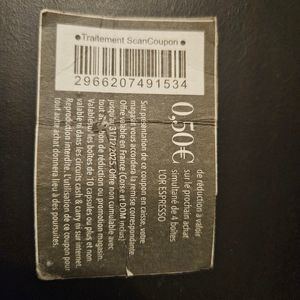 Traitement ScanCoupon
2966207491534
0,50€
de réduction à valoir
sur le prochain achat
simultané de 4 boîtes
L'OR ESPRESSO
Sur présentation de ce coupon en caisse, votre
magasin vous accordera la remise correspondante.
Offre valable en France (Corse et DOM inclus)
jusqu'au 31/12/2025. Offre non cumulable avec
tout autre bon de réduction ou promotion magasin.
Valable sur les boîtes de 10 capsules ou plus et non
valable dans les circuits cash & carry ni sur internet.
Reproduction interdite. L'utilisation de ce coupon pour
tout autre achat donnera lieu à des poursuites.